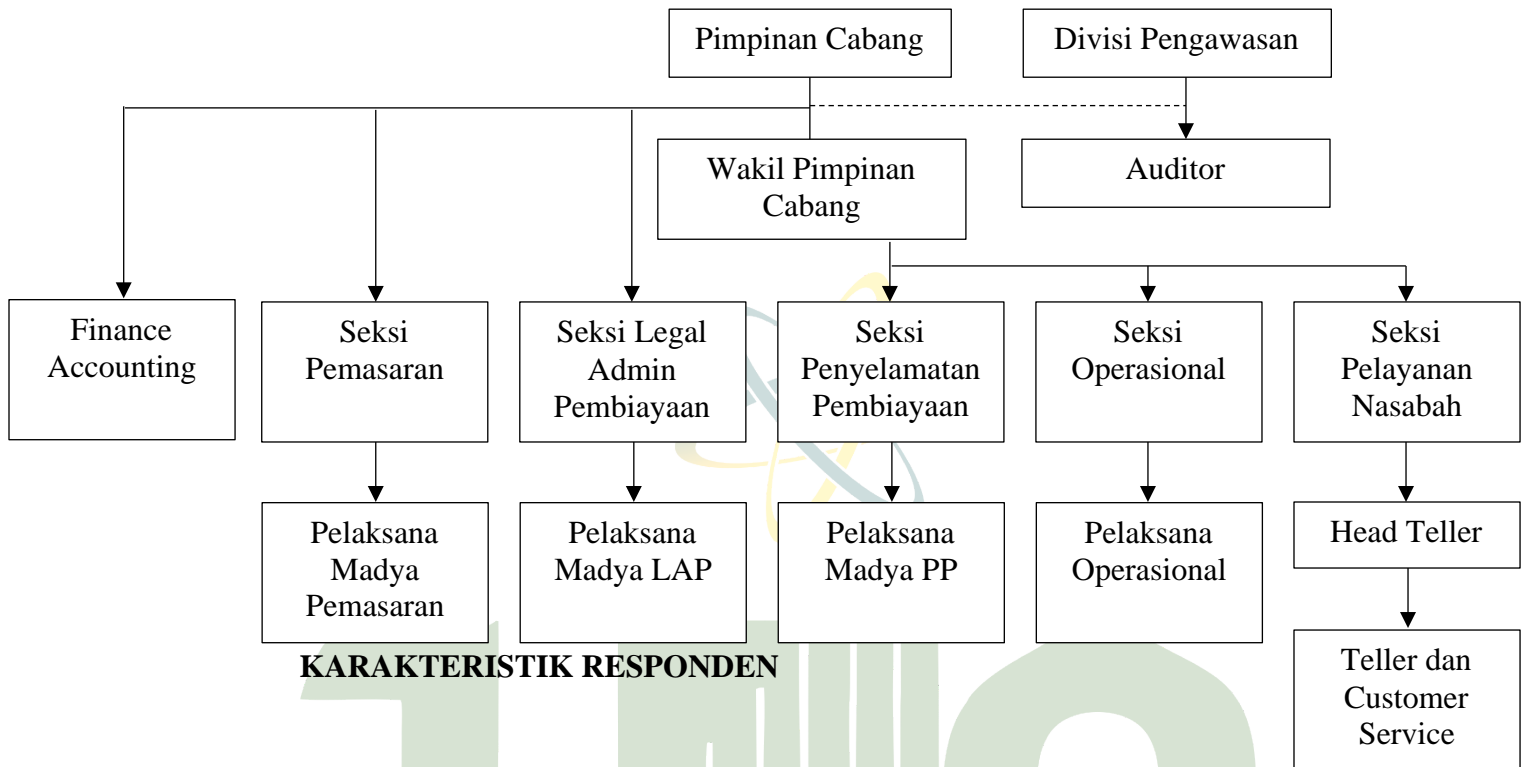 Pimpinan Cabang
Divisi Pengawasan
Wakil Pimpinan
Cabang
Auditor
Finance
Accounting
Seksi
Pemasaran
Seksi Legal
Admin
Pembiayaan
Seksi
Penyelamatan
Pembiayaan
Seksi
Operasional
Seksi
Pelayanan
Nasabah
Pelaksana
Madya
Pemasaran
Pelaksana
Madya LAP
Pelaksana
Madya PP
Pelaksana
Operasional
Head Teller
Teller dan
Customer
Service
KARAKTERISTIK RESPONDEN